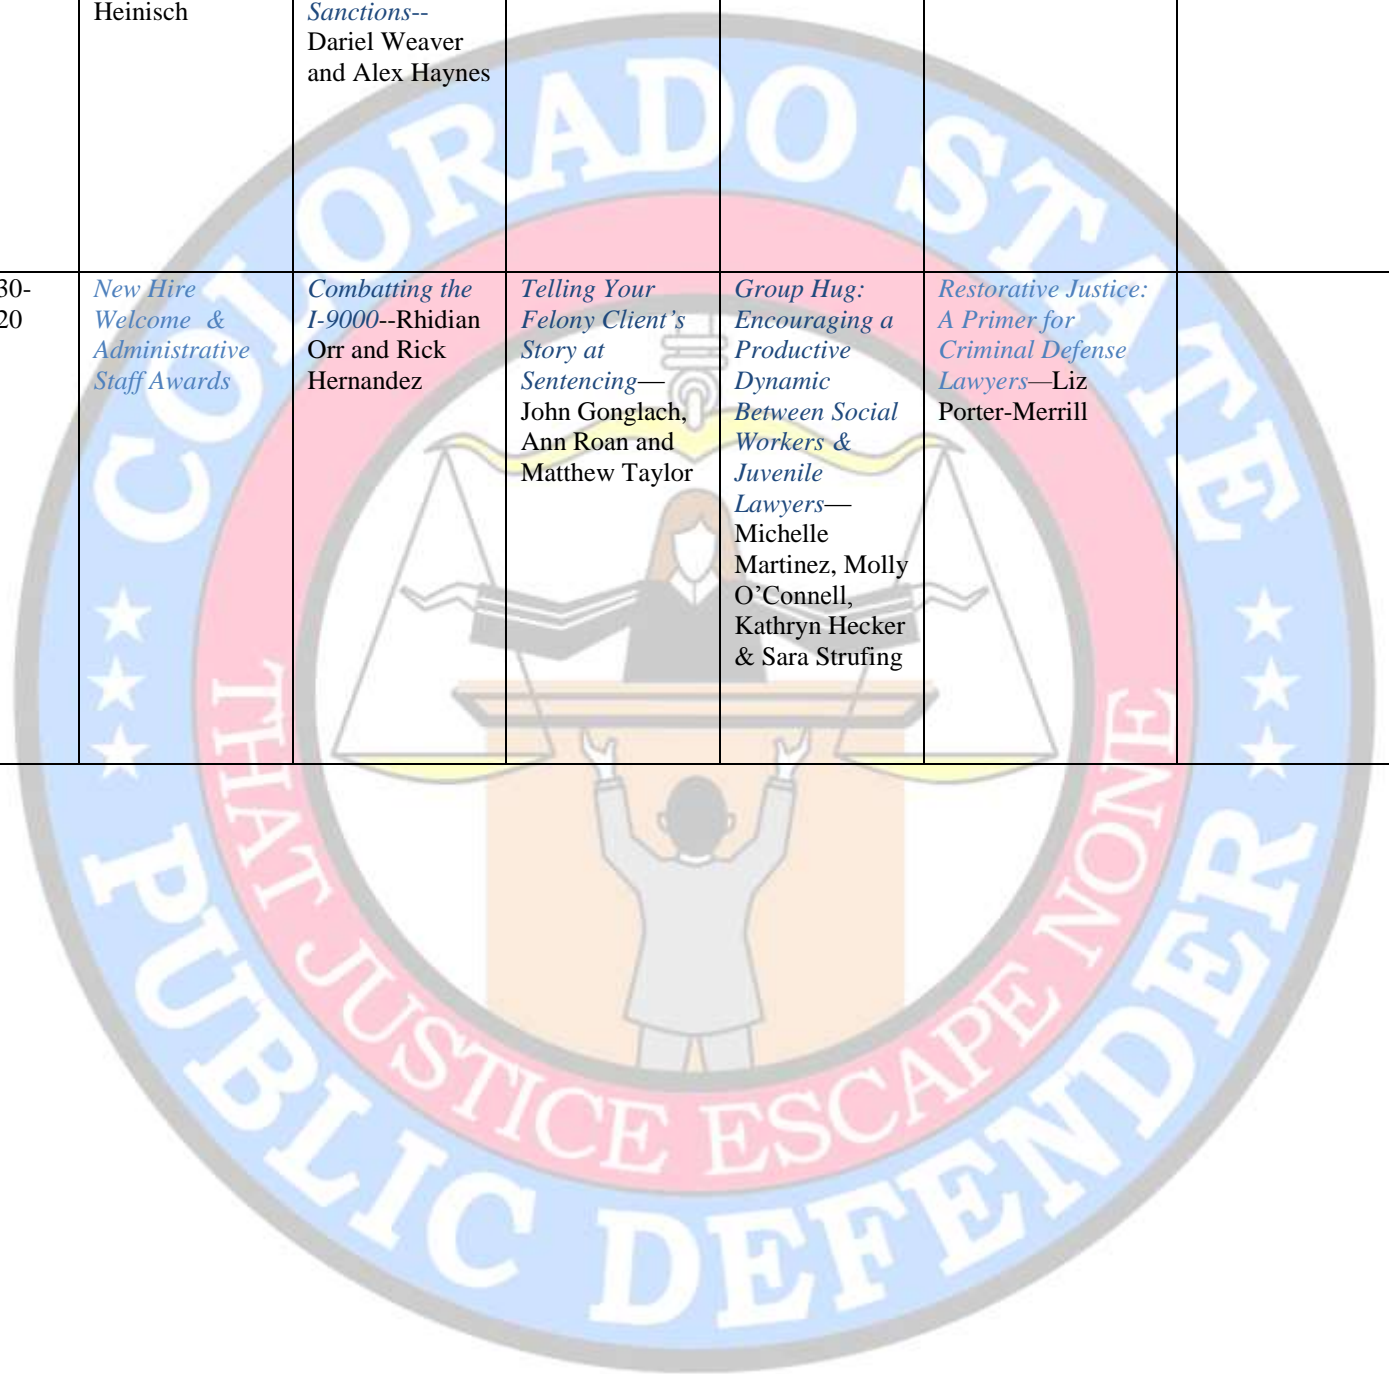 Heinisch
Sanctions--
Dariel Weaver
and Alex Haynes
30-
20
New Hire
Welcome &
Administrative
Staff Awards
Combatting the
I-9000--Rhidian
Orr and Rick
Hernandez
Telling Your
Felony Client’s
Story at
Sentencing—
John Gonglach,
Ann Roan and
Matthew Taylor
Group Hug:
Encouraging a
Productive
Dynamic
Between Social
Workers &
Juvenile
Lawyers—
Michelle
Martinez, Molly
O’Connell,
Kathryn Hecker
& Sara Strufing
Restorative Justice:
A Primer for
Criminal Defense
Lawyers—Liz
Porter-Merrill
COLORADO STATE
PUBLIC DEFENDER
THAT JUSTICE ESCAPE NONE